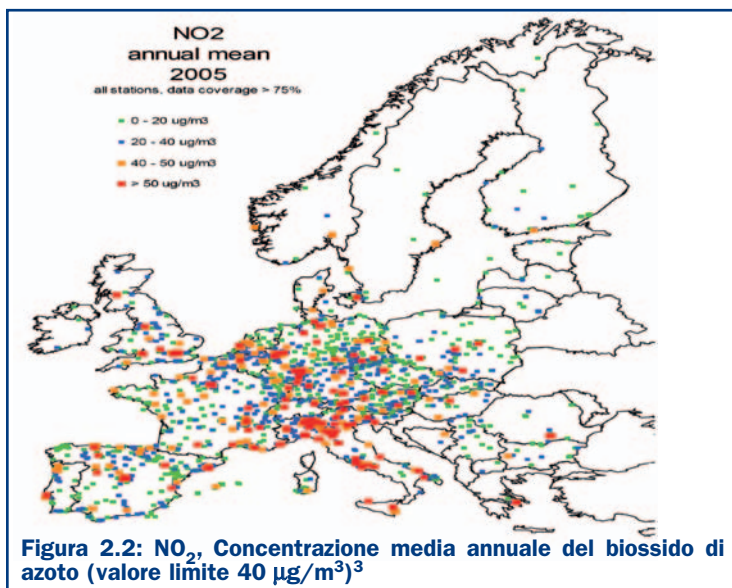 NO2
annual mean
2005
all stations, data coverage > 75%
0 - 20 ug/m3
20 - 40 ug/m3
40 - 50 ug/m3
> 50 ug/m3
Figura 2.2: NO₂, Concentrazione media annuale del biossido di
azoto (valore limite 40 μg/m³)³